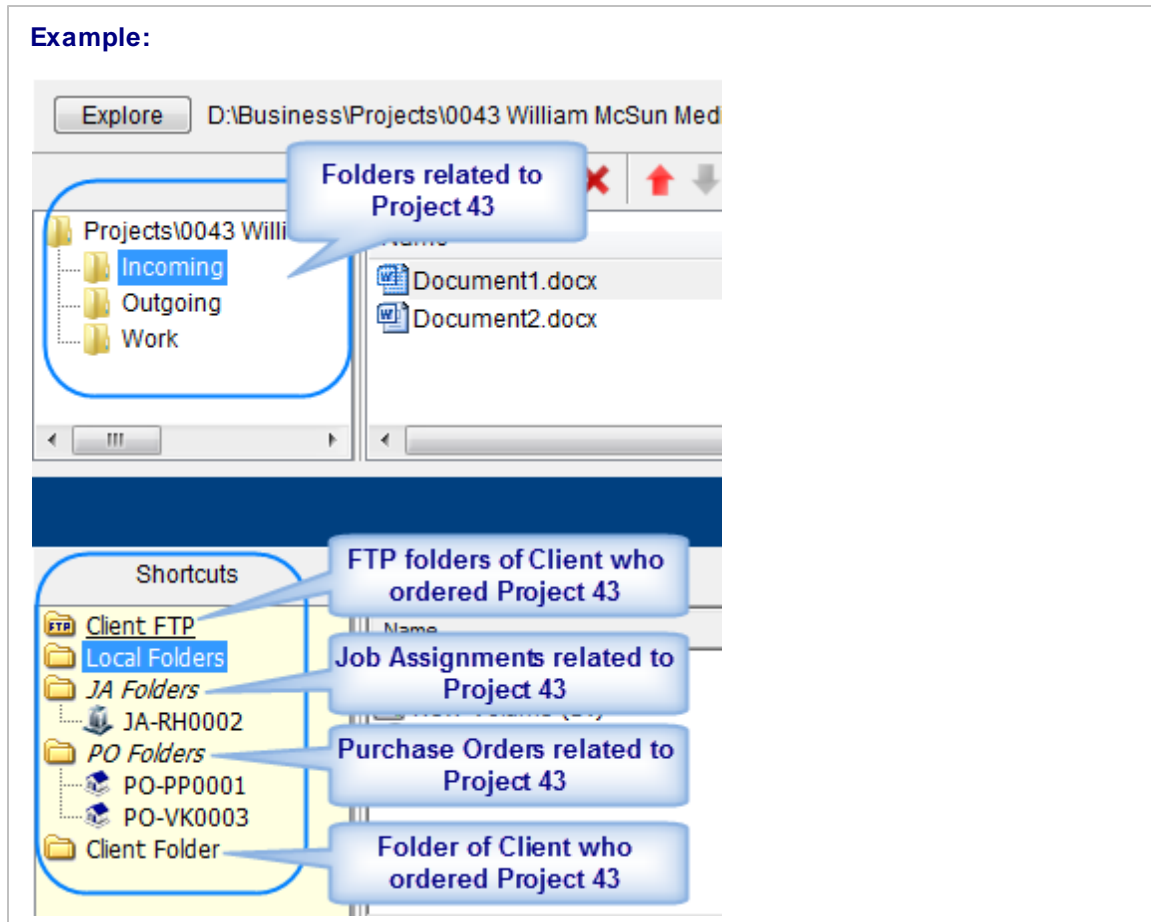 Example:
Explore D:\Business\Projects\0043 William McSun Med
Folders related to
Project 43
Projects\0043 Willi
Name
Incoming
Document1.docx
Outgoing
Document2.docx
Work
Shortcuts
FTP folders of Client who
ordered Project 43
FTP Client FTP
Name
Local Folders
Job Assignments related to
Project 43
JA Folders
JA-RH0002
PO Folders
Purchase Orders related to
Project 43
PO-PP0001
PO-VK0003
Client Folder
Folder of Client who
ordered Project 43